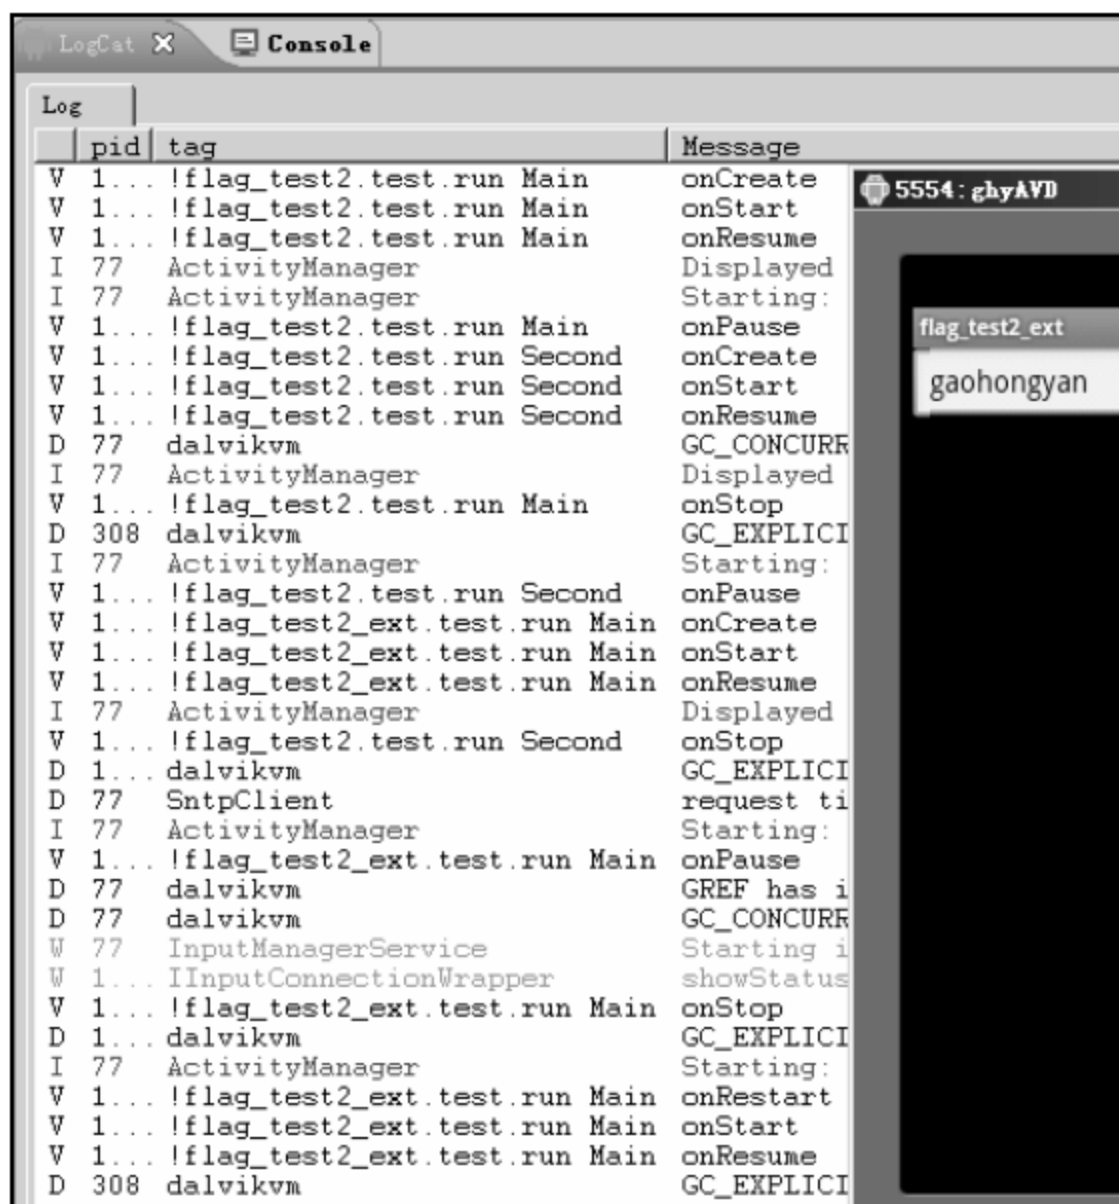 LogCat Console
Log
pid tag Message
V 1... !flag_test2.test.run Main onCreate
V 1... !flag_test2.test.run Main onStart
V 1... !flag_test2.test.run Main onResume
I 77 ActivityManager Displayed
I 77 ActivityManager Starting:
V 1... !flag_test2.test.run Main onPause
V 1... !flag_test2.test.run Second onCreate
V 1... !flag_test2.test.run Second onStart
V 1... !flag_test2.test.run Second onResume
D 77 dalvikvm GC_CONCURR
I 77 ActivityManager Displayed
V 1... !flag_test2.test.run Main onStop
D 308 dalvikvm GC_EXPLICI
I 77 ActivityManager Starting:
V 1... !flag_test2.test.run Second onPause
V 1... !flag_test2_ext.test.run Main onCreate
V 1... !flag_test2_ext.test.run Main onStart
V 1... !flag_test2_ext.test.run Main onResume
I 77 ActivityManager Displayed
V 1... !flag_test2.test.run Second onStop
D 1... dalvikvm GC_EXPLICI
D 77 SntpClient request ti
I 77 ActivityManager Starting:
V 1... !flag_test2_ext.test.run Main onPause
D 77 dalvikvm GREF has i
D 77 dalvikvm GC_CONCURR
W 77 InputManagerService Starting i
W 1... IInputConnectionWrapper showStatus
V 1... !flag_test2_ext.test.run Main onStop
D 1... dalvikvm GC_EXPLICI
I 77 ActivityManager Starting:
V 1... !flag_test2_ext.test.run Main onRestart
V 1... !flag_test2_ext.test.run Main onStart
V 1... !flag_test2_ext.test.run Main onResume
D 308 dalvikvm GC_EXPLICI
5554:ghyAVD
flag_test2_ext
gaohongyan